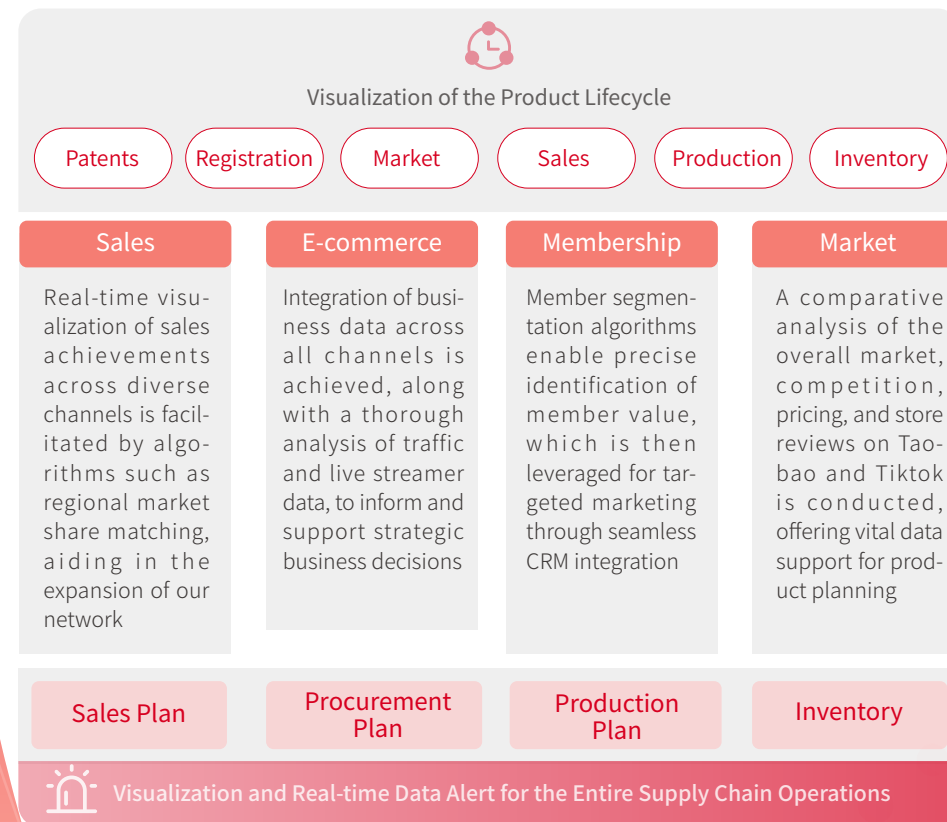 Visualization of the Product Lifecycle
Patents
Registration
Market
Sales
Production
Inventory
Sales
Real-time visu-
alization of sales
achievements
across diverse
channels is facil-
itated by algo-
rithms such as
regional market
share matching,
aiding in the
expansion of our
network
E-commerce
Integration of busi-
ness data across
all channels is
achieved, along
with a thorough
analysis of traffic
and live streamer
data, to inform and
support strategic
business decisions
Membership
Member segmen-
tation algorithms
enable precise
identification of
member value,
which is then
leveraged for tar-
geted marketing
through seamless
CRM integration
Market
A comparative
analysis of the
overall market,
competition,
pricing, and store
reviews on Tao-
bao and Tiktok
is conducted,
offering vital data
support for prod-
uct planning
Sales Plan
Procurement
Plan
Production
Plan
Inventory
Visualization and Real-time Data Alert for the Entire Supply Chain Operations